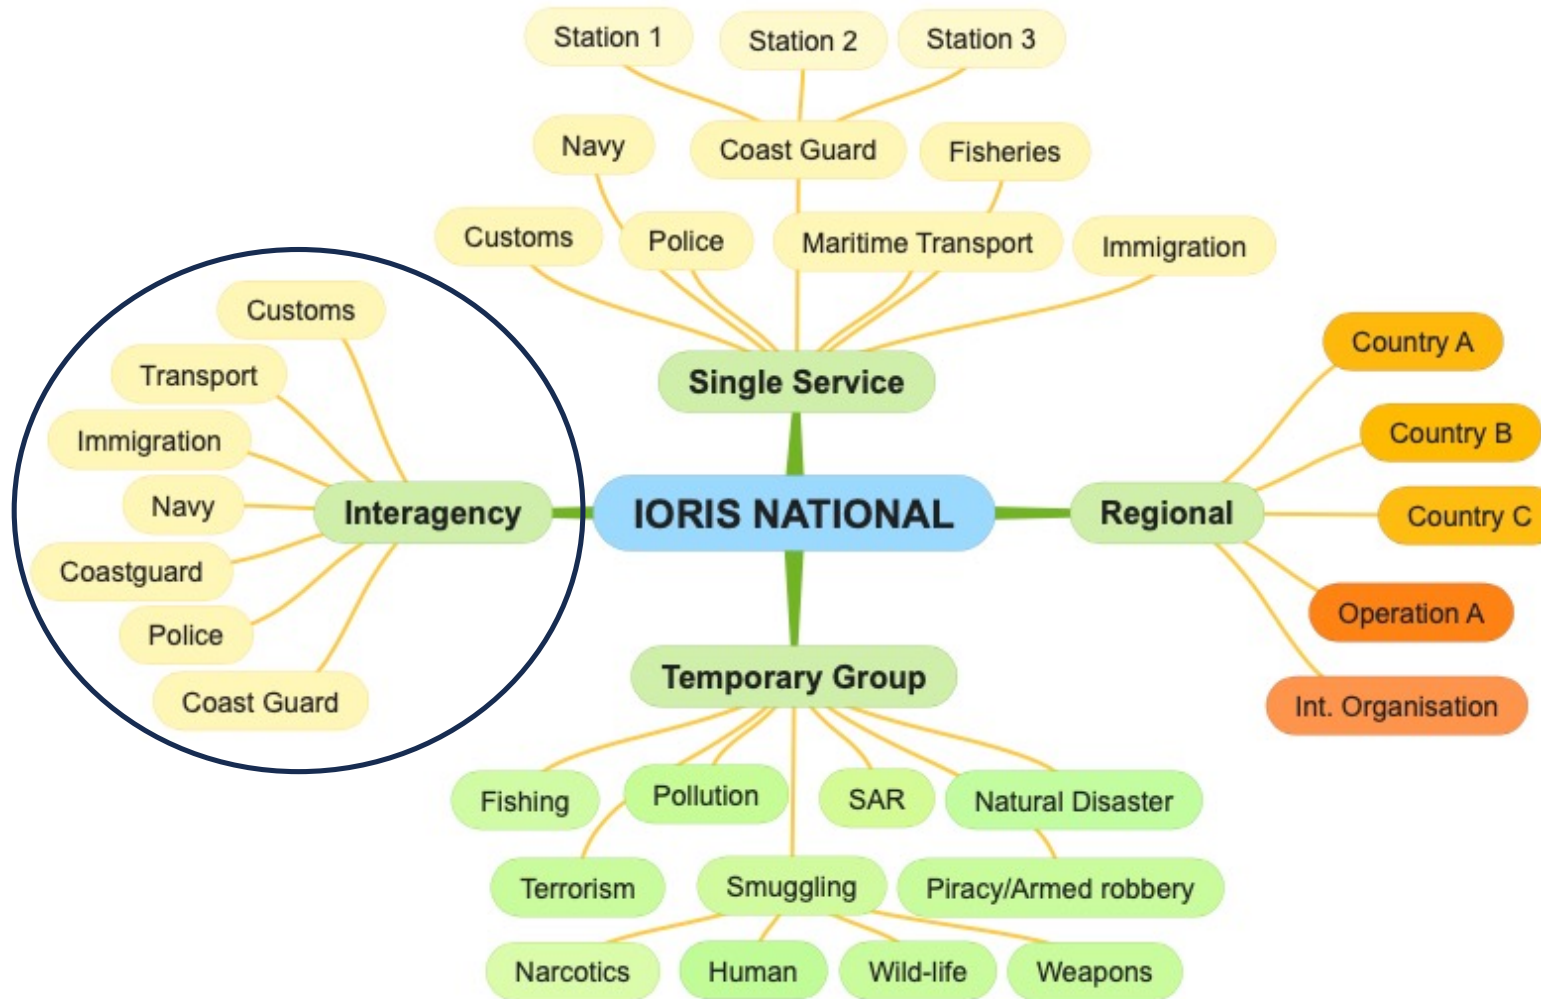 Station 1
Station 2
Station 3
Navy
Coast Guard
Fisheries
Customs
Police
Maritime Transport
Immigration
Single Service
Customs
Transport
Immigration
Navy
Coastguard
Police
Coast Guard
Interagency
IORIS NATIONAL
Regional
Country A
Country B
Country C
Operation A
Int. Organisation
Temporary Group
Fishing
Pollution
SAR
Natural Disaster
Terrorism
Smuggling
Piracy/Armed robbery
Narcotics
Human
Wild-life
Weapons